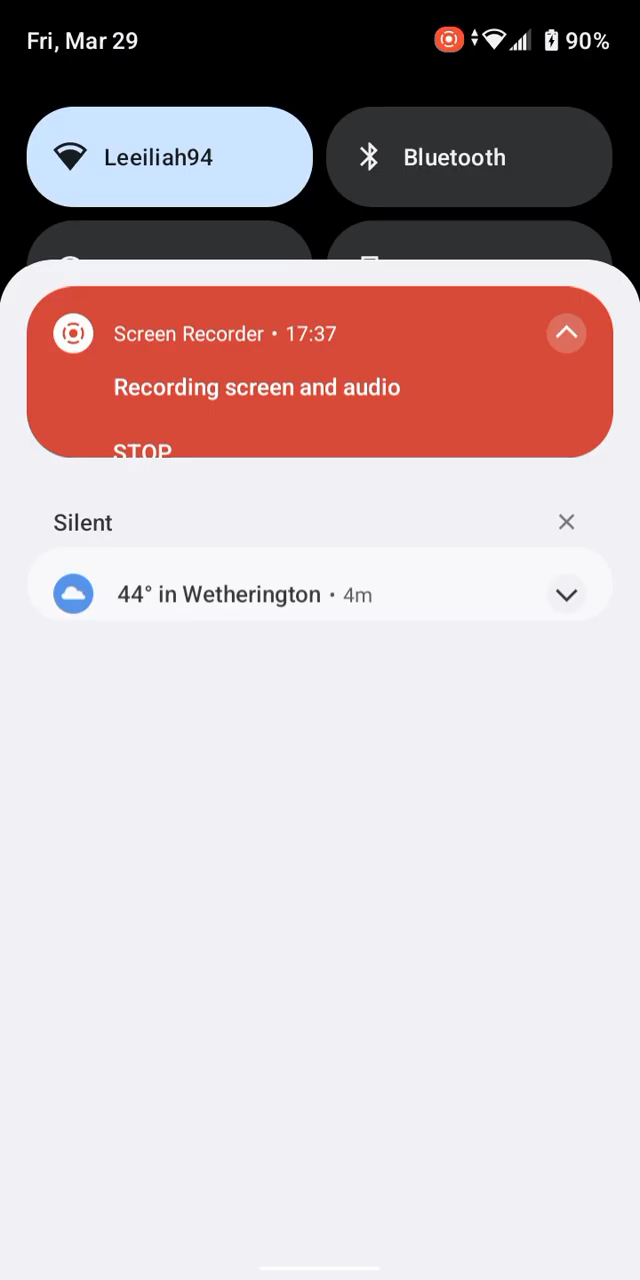 Fri, Mar 29
90%
Leeiliah94
Bluetooth
Screen Recorder • 17:37
Recording screen and audio
STOP
Silent
44° in Wetherington • 4m